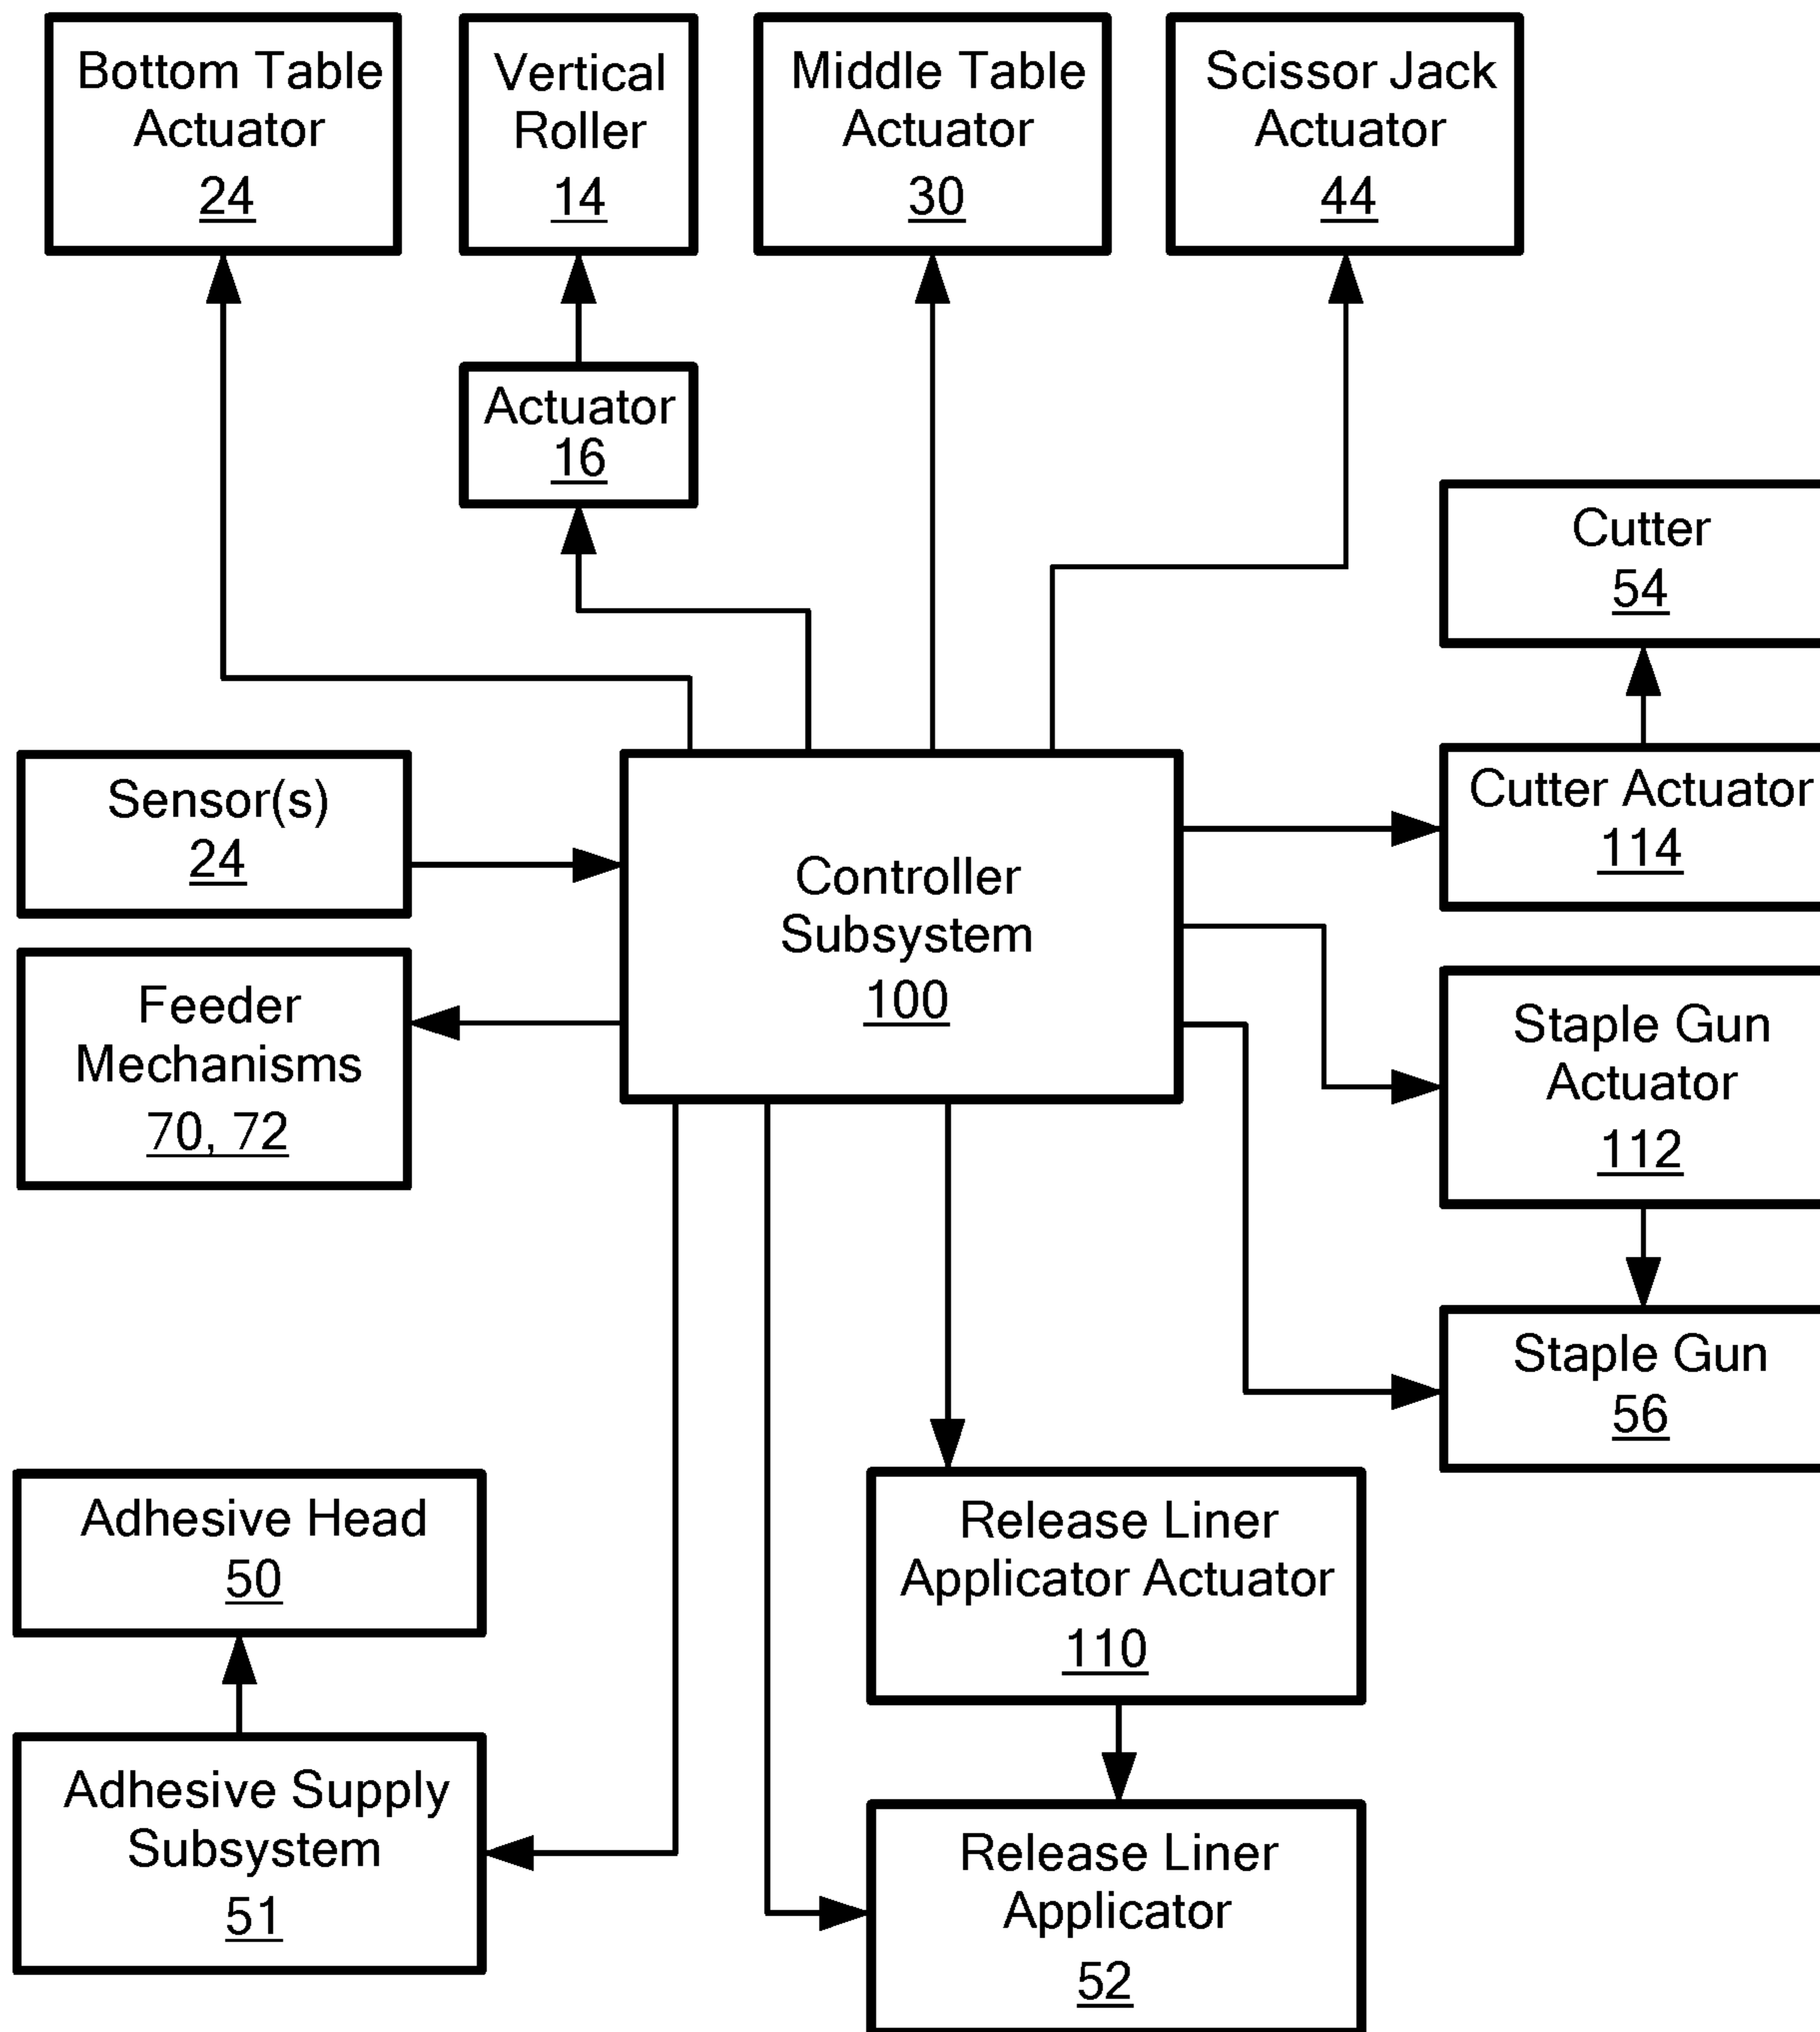 Bottom Table
Actuator
24
Vertical
Roller
14
Middle Table
Actuator
30
Scissor Jack
Actuator
44
Actuator
16
Cutter
54
Sensor(s)
24
Controller
Subsystem
100
Cutter Actuator
114
Feeder
Mechanisms
70, 72
Staple Gun
Actuator
112
Staple Gun
56
Adhesive Head
50
Release Liner
Applicator Actuator
110
Adhesive Supply
Subsystem
51
Release Liner
Applicator
52